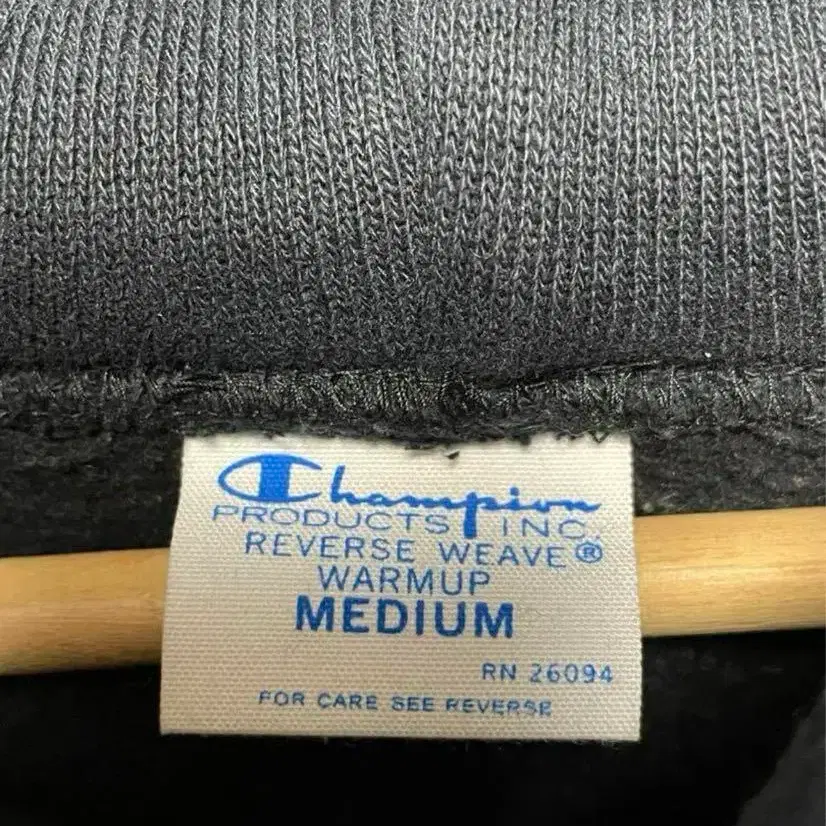 Champion
PRODUCTS INC
REVERSE WEAVE®
WARMUP
MEDIUM
RN 26094
FOR CARE SEE REVERSE